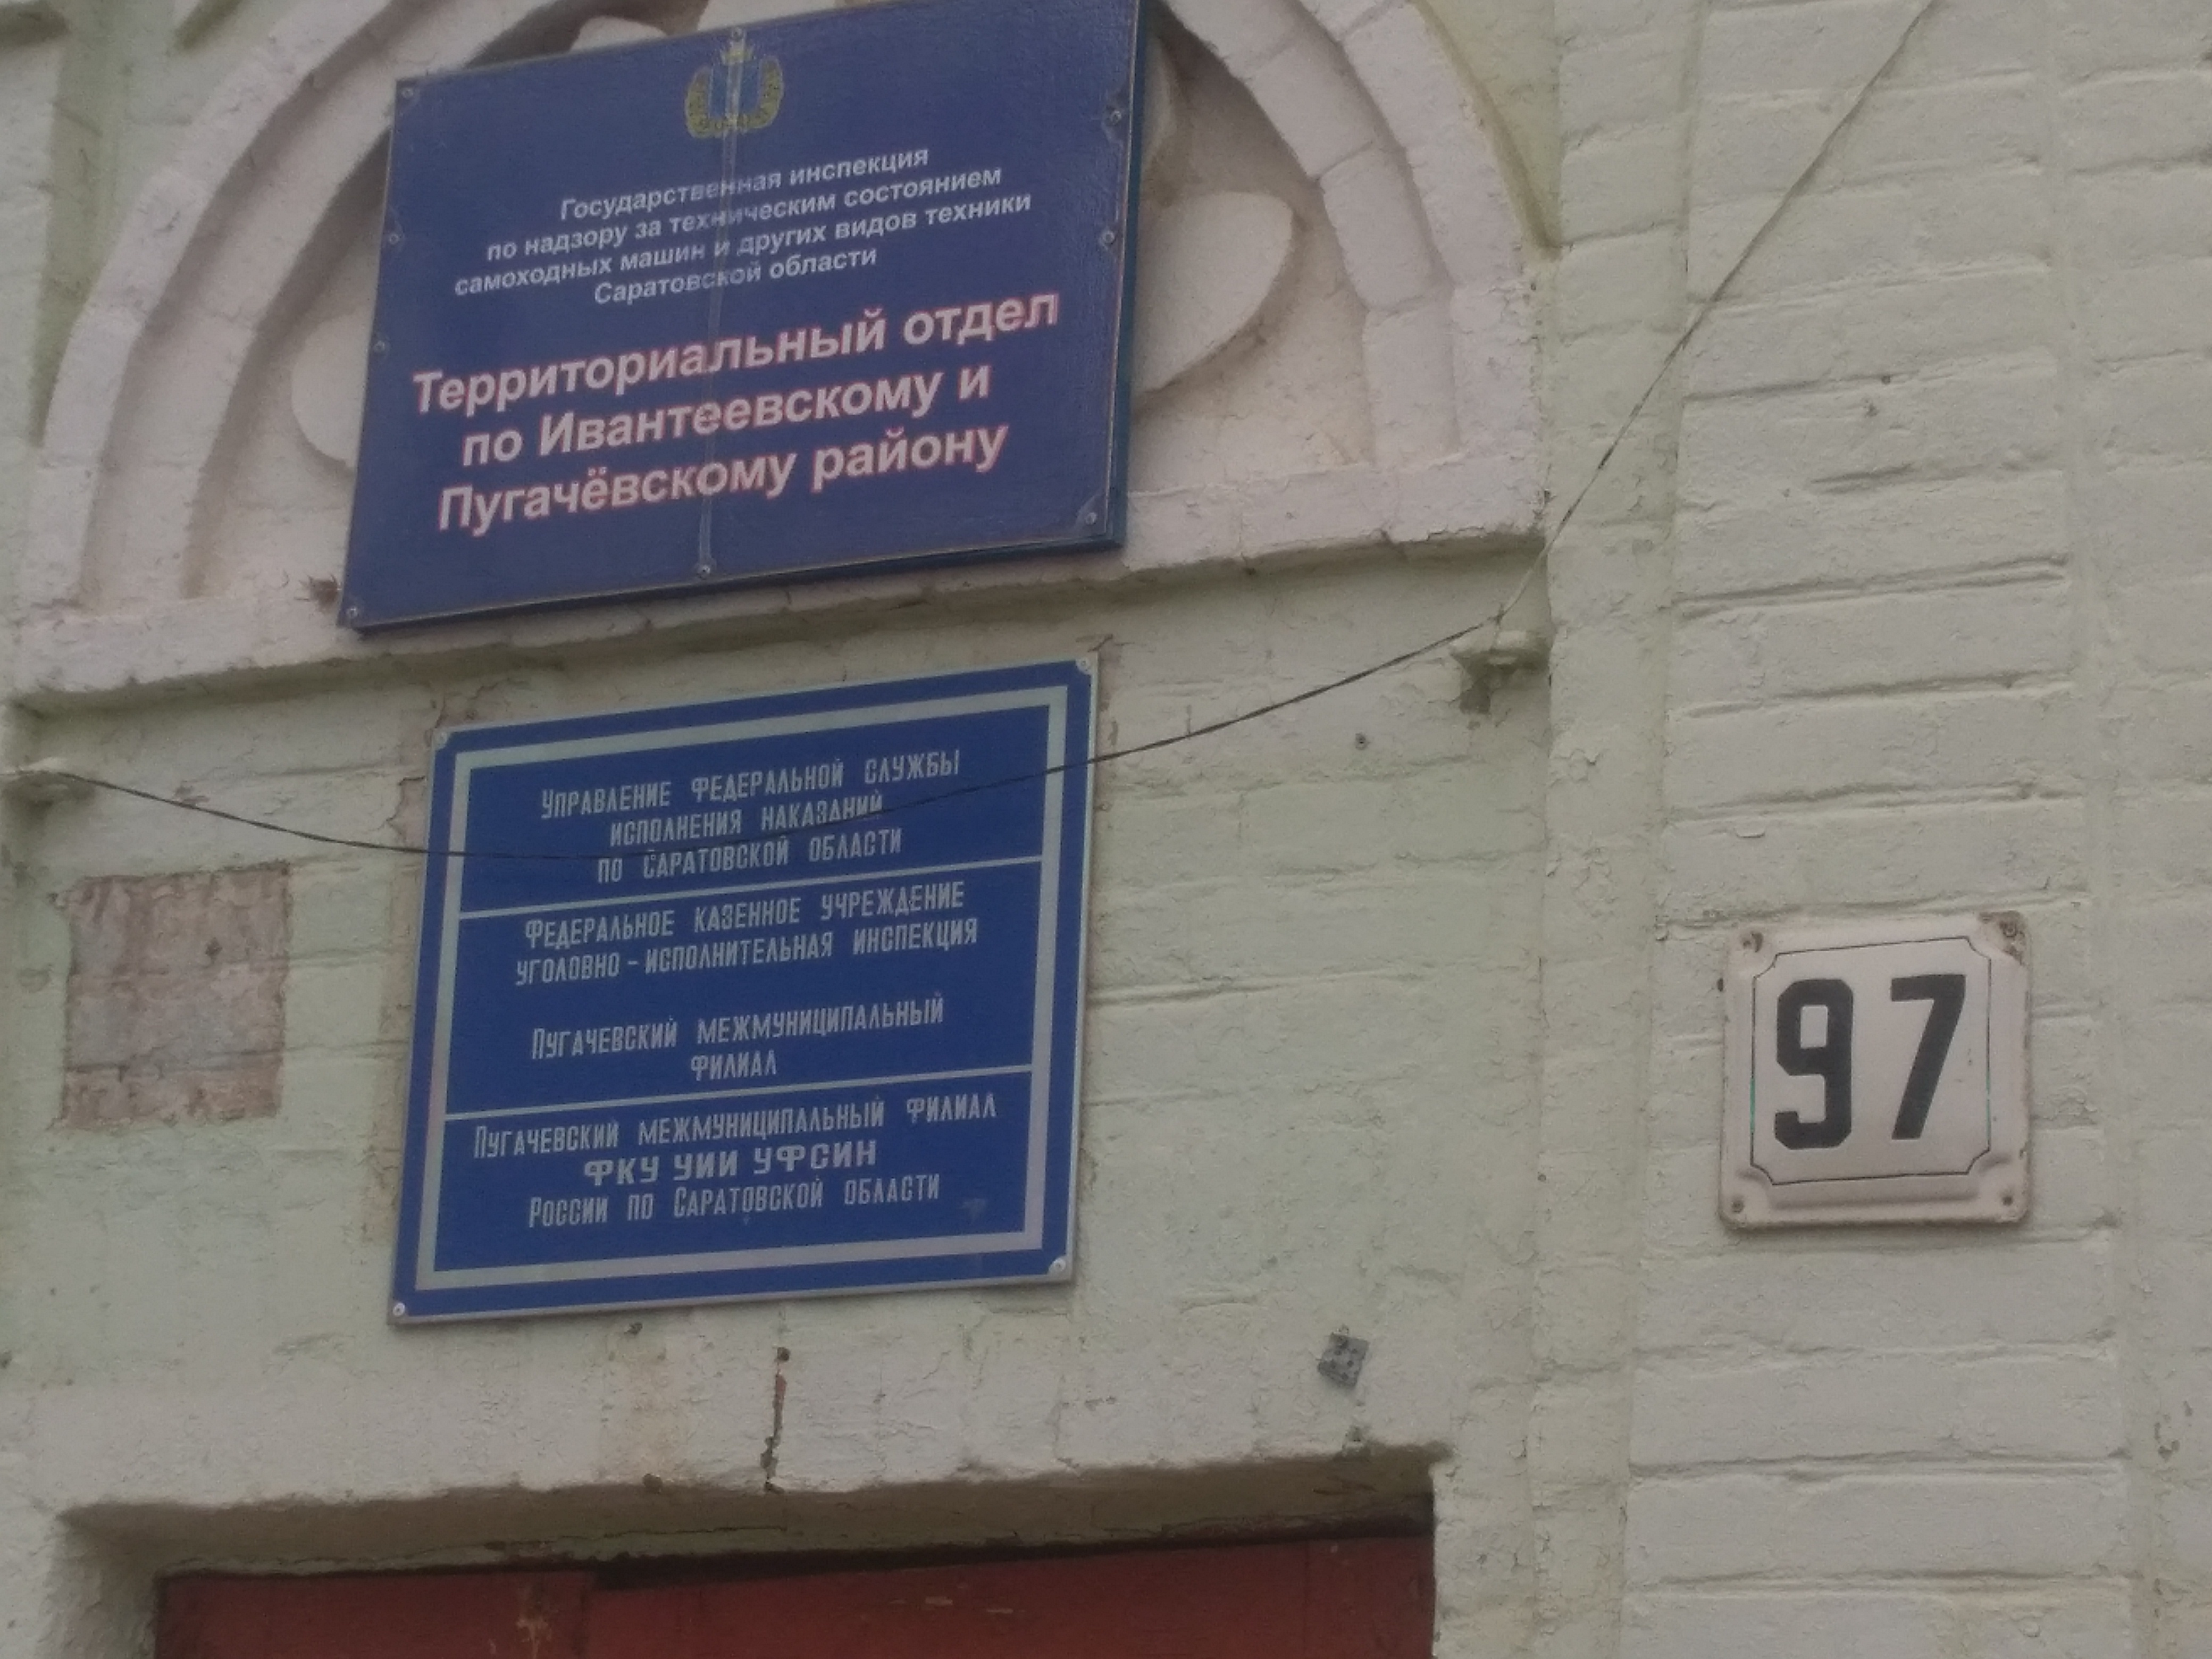 Государственная инспекция
по надзору за техническим состоянием
самоходных машин и других видов техники
Саратовской области
Территориальный отдел
по Ивантеевскому и
Пугачёвскому району
Управление федеральной службы
исполнения наказаний
по Саратовской области
Федеральное казенное учреждение
уголовно-исполнительная инспекция
Пугачевский межмуниципальный
филиал
Пугачевский межмуниципальный филиал
ФКУ УИИ УФСИН
России по Саратовской области
97